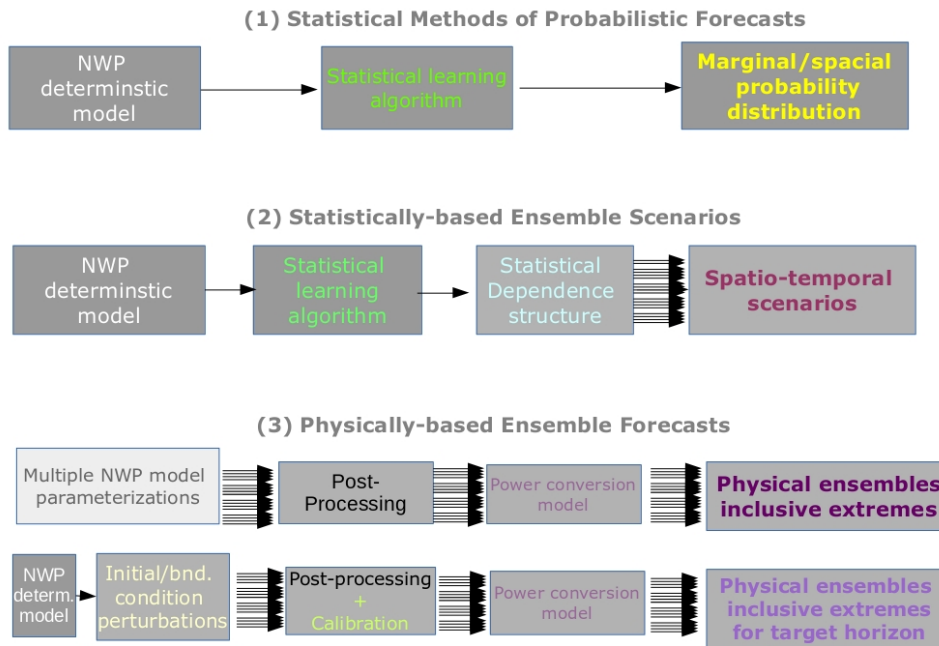 (1) Statistical Methods of Probabilistic Forecasts
NWP
determinstic
model
Statistical learning
algorithm
Marginal/spacial
probability
distribution
(2) Statistically-based Ensemble Scenarios
NWP
determinstic
model
Statistical
learning
algorithm
Statistical
Dependence
structure
Spatio-temporal
scenarios
(3) Physically-based Ensemble Forecasts
Multiple NWP model
parameterizations
Post-
Processing
Power conversion
model
Physical ensembles
inclusive extremes
NWP
determ.
model
Initial/bnd.
condition
perturbations
Post-processing
+
Calibration
Power conversion
model
Physical ensembles
inclusive extremes
for target horizon